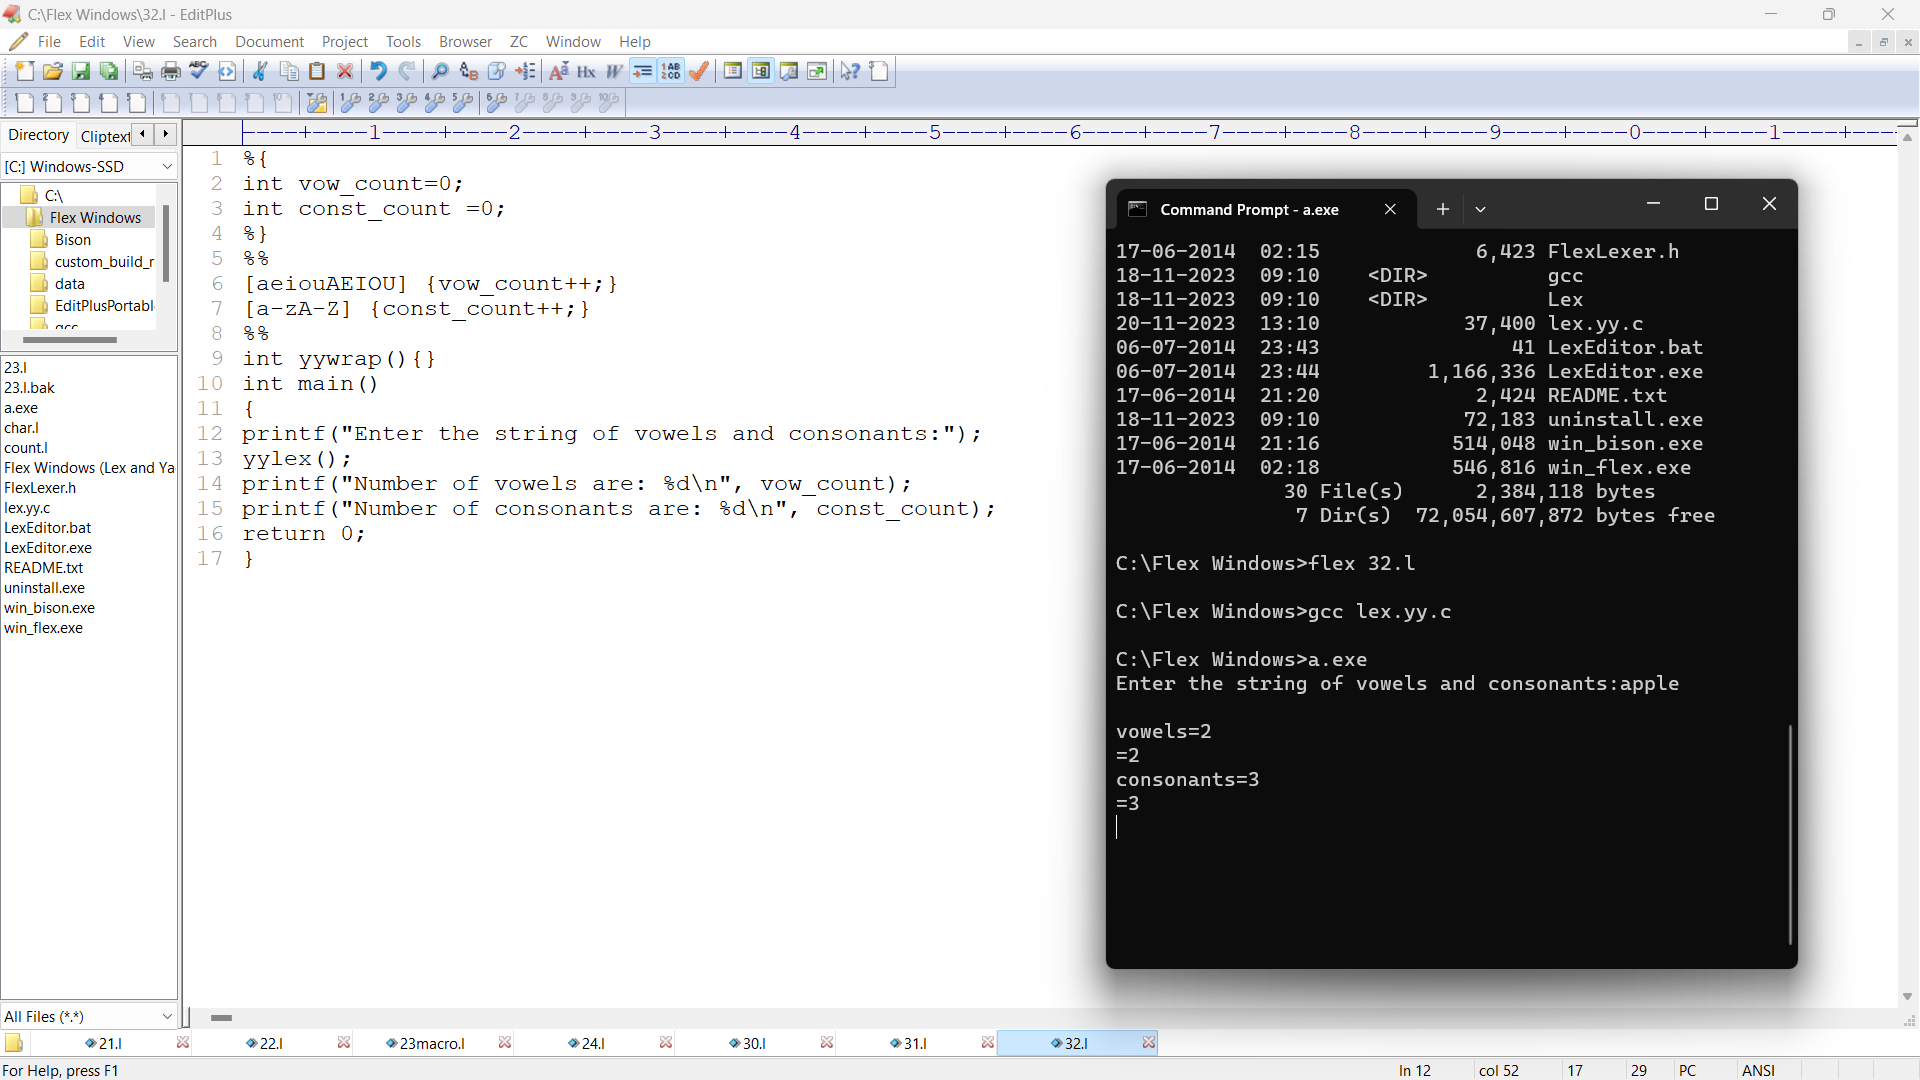 C:\Flex Windows\32.l - EditPlus
File Edit View Search Document Project Tools Browser ZC Window Help
Directory Cliptext
[C:] Windows-SSD
C:\
Flex Windows
Bison
custom_build_r
data
EditPlusPortabl
gcc
23.l
23.l.bak
a.exe
char.l
count.l
Flex Windows (Lex and Ya
FlexLexer.h
lex.yy.c
LexEditor.bat
LexEditor.exe
README.txt
uninstall.exe
win_bison.exe
win_flex.exe
All Files (*.*)
----+----1----+----2----+----3----+----4----+----5----+----6----+----7----+----8----+----9----+----0----+----1----+---
1 %{
2 int vow_count=0;
3 int const_count =0;
4 %}
5 %%
6 [aeiouAEIOU] {vow_count++;}
7 [a-zA-Z] {const_count++;}
8 %%
9 int yywrap(){}
10 int main()
11 {
12 printf("Enter the string of vowels and consonants:");
13 yylex();
14 printf("Number of vowels are: %d\n", vow_count);
15 printf("Number of consonants are: %d\n", const_count);
16 return 0;
17 }
Command Prompt - a.exe
17-06-2014 02:15 6,423 FlexLexer.h
18-11-2023 09:10 <DIR> gcc
18-11-2023 09:10 <DIR> Lex
20-11-2023 13:10 37,400 lex.yy.c
06-07-2014 23:43 41 LexEditor.bat
06-07-2014 23:44 1,166,336 LexEditor.exe
17-06-2014 21:20 2,424 README.txt
18-11-2023 09:10 72,183 uninstall.exe
17-06-2014 21:16 514,048 win_bison.exe
17-06-2014 02:18 546,816 win_flex.exe
30 File(s) 2,384,118 bytes
7 Dir(s) 72,054,607,872 bytes free
C:\Flex Windows>flex 32.l
C:\Flex Windows>gcc lex.yy.c
C:\Flex Windows>a.exe
Enter the string of vowels and consonants:apple
vowels=2
=2
consonants=3
=3
21.l 22.l 23macro.l 24.l 30.l 31.l 32.l
For Help, press F1 ln 12 col 52 17 29 PC ANSI